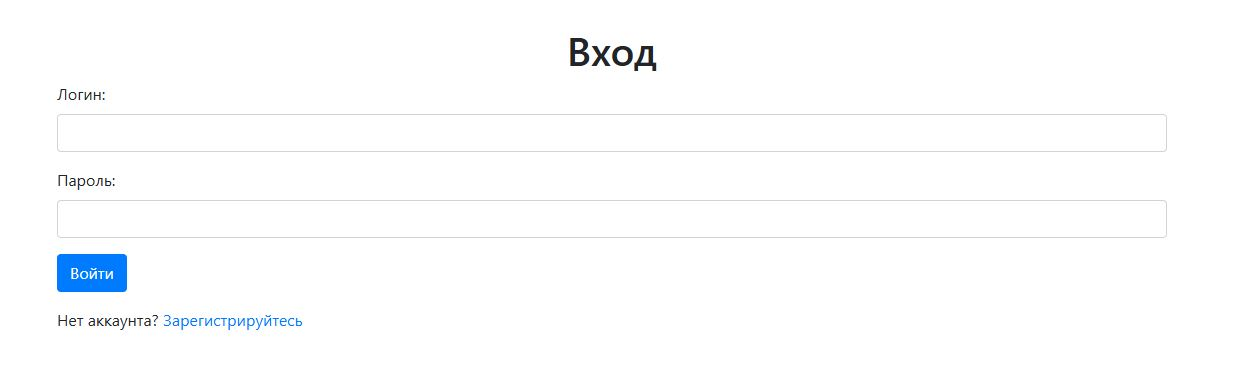 Вход
Логин:
Пароль:
Войти
Нет аккаунта? Зарегистрируйтесь